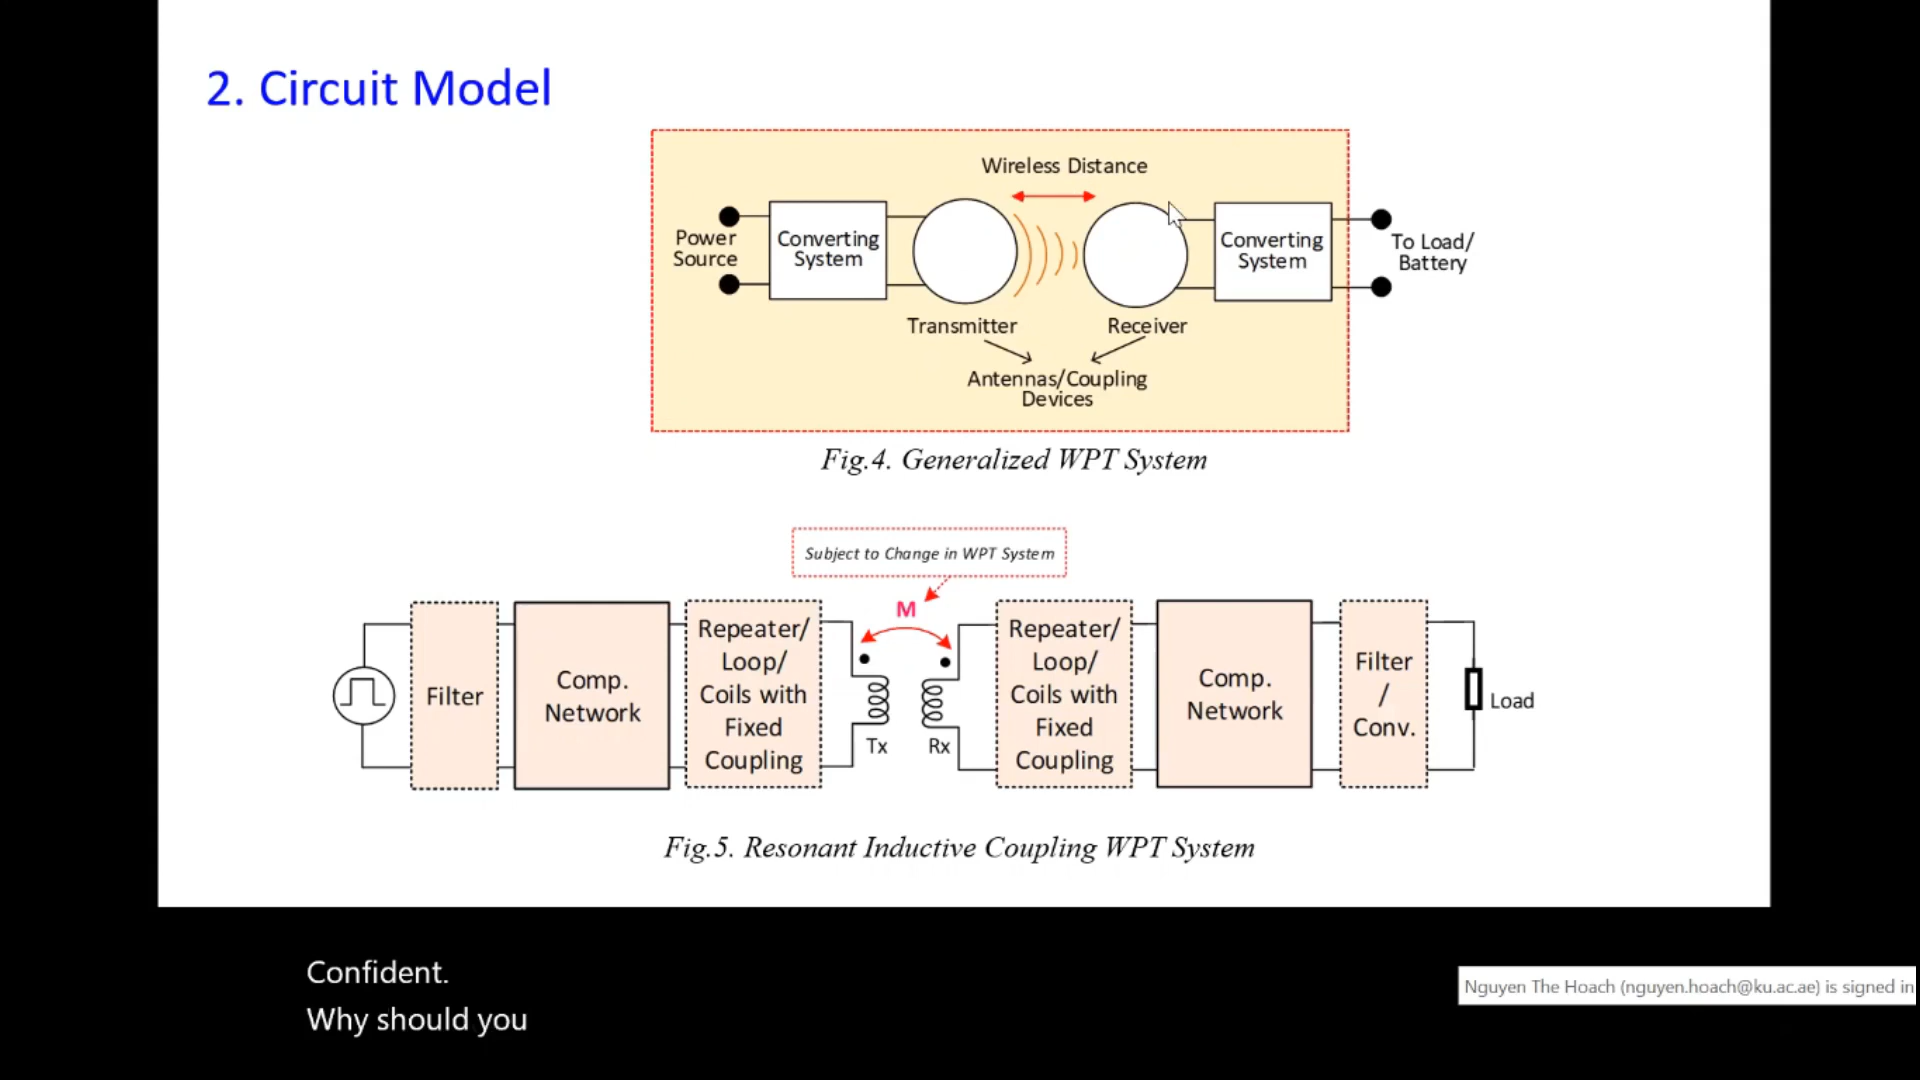 2. Circuit Model
Wireless Distance
Power
Source
Converting
System
Converting
System
To Load/
Battery
Transmitter
Receiver
Antennas/Coupling
Devices
Fig.4. Generalized WPT System
Subject to Change in WPT System
M
Filter
Comp.
Network
Repeater/
Loop/
Coils with
Fixed
Coupling
Tx
Rx
Repeater/
Loop/
Coils with
Fixed
Coupling
Comp.
Network
Filter
/
Conv.
Load
Fig.5. Resonant Inductive Coupling WPT System
Confident.
Why should you
Nguyen The Hoach (nguyen.hoach@ku.ac.ae) is signed in